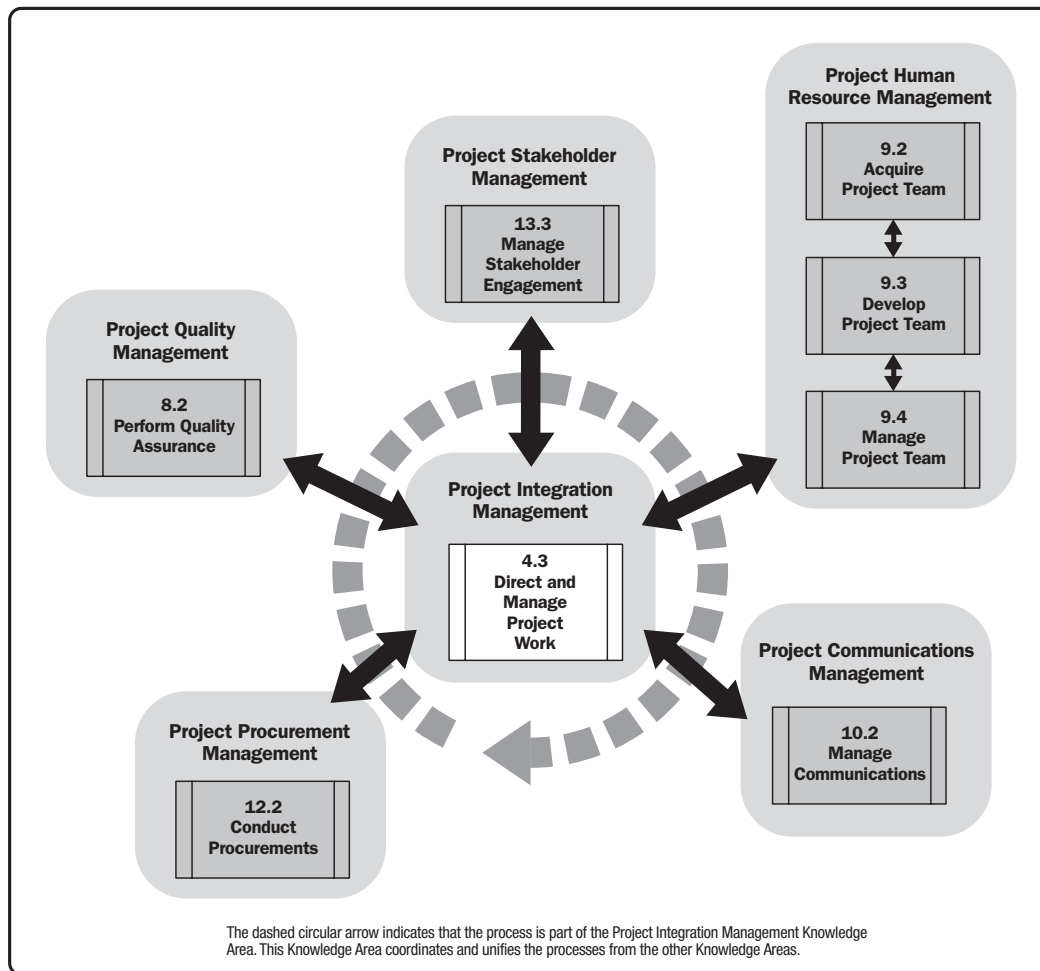 Project Human
Resource Management
9.2
Acquire
Project Team
9.3
Develop
Project Team
9.4
Manage
Project Team
Project Stakeholder
Management
13.3
Manage
Stakeholder
Engagement
Project Quality
Management
8.2
Perform Quality
Assurance
Project Integration
Management
4.3
Direct and
Manage
Project
Work
Project Communications
Management
10.2
Manage
Communications
Project Procurement
Management
12.2
Conduct
Procurements
The dashed circular arrow indicates that the process is part of the Project Integration Management Knowledge
Area. This Knowledge Area coordinates and unifies the processes from the other Knowledge Areas.